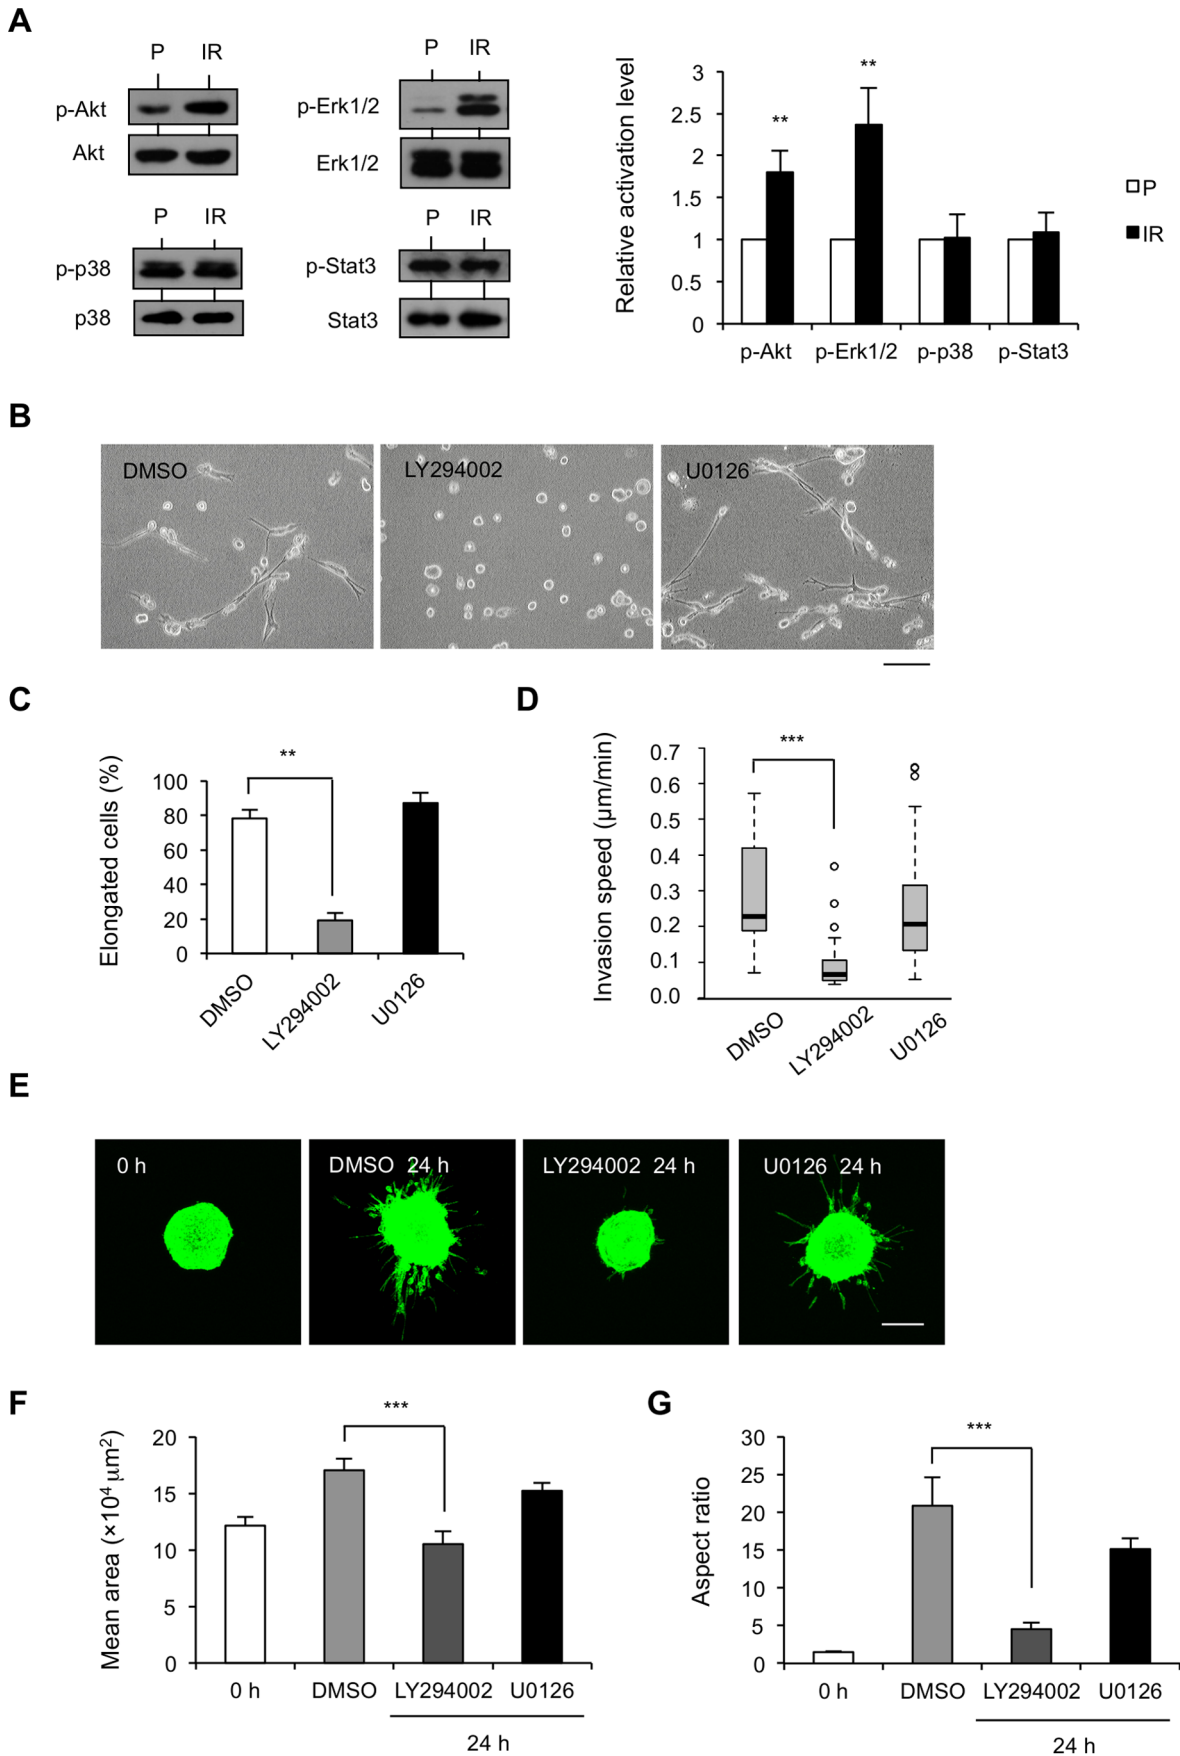 A
P IR
p-Akt
Akt
P IR
p-Erk1/2
Erk1/2
P IR
p-p38
p38
P IR
p-Stat3
Stat3
Relative activation level
3
2.5
2
1.5
1
0.5
0
**
**
p-Akt p-Erk1/2 p-p38 p-Stat3
P
IR
B
DMSO
LY294002
U0126
C
Elongated cells (%)
100
80
60
40
20
0
**
DMSO
LY294002
U0126
D
Invasion speed (μm/min)
0.7
0.6
0.5
0.4
0.3
0.2
0.1
0.0
***
DMSO
LY294002
U0126
E
0 h
DMSO 24 h
LY294002 24 h
U0126 24 h
F
Mean area (×10⁴ μm²)
20
15
10
5
0
***
0 h DMSO LY294002 U0126
24 h
G
Aspect ratio
30
25
20
15
10
5
0
***
0 h DMSO LY294002 U0126
24 h